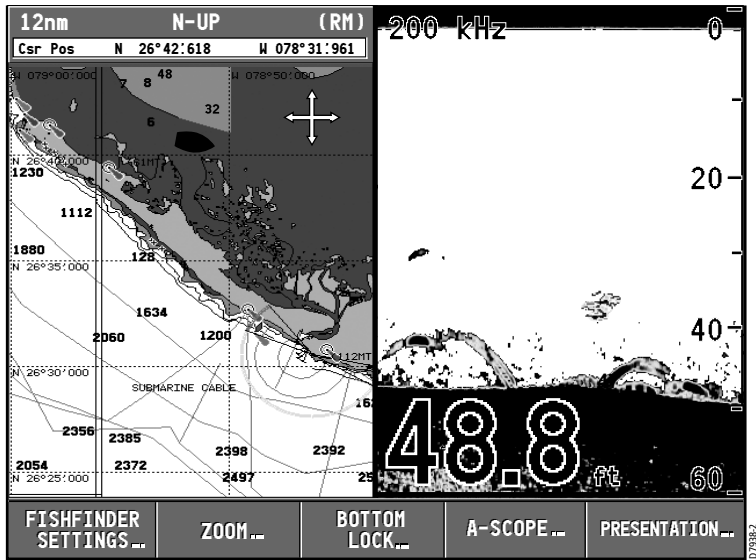 12nm N-UP (RM)
Csr Pos N 26°42.618 W 078°31.961
W 079°00.000 W 078°50.000
48
7 8
32
6
N 26°40.000
1230
1112
1880
N 26°35.000
128
1634
2060 1200
112MT
N 26°30.000
SUBMARINE CABLE
2356 2385
2398 2392
2054 2372
2497
N 26°25.000
200 kHz 0
20
40
48.8 ft
60
FISHFINDER SETTINGS...
ZOOM...
BOTTOM LOCK...
A-SCOPE...
PRESENTATION...